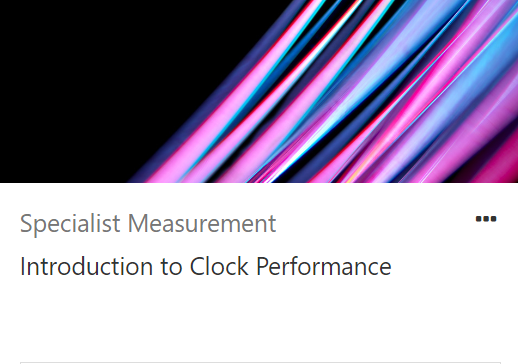 Specialist Measurement
Introduction to Clock Performance